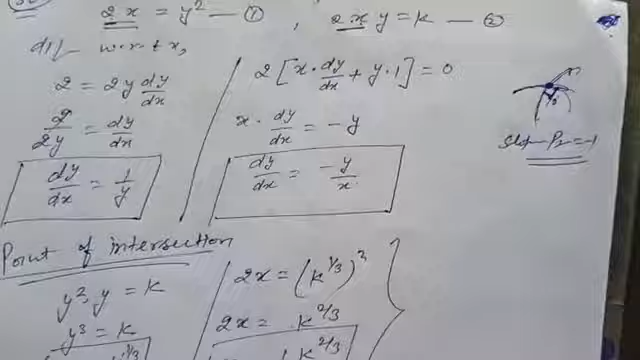 2x = y² — ①, 2xy = k — ②
diff w.r.t x,
2 = 2y dy/dx
2/2y = dy/dx
dy/dx = 1/y
2[x · dy/dx + y · 1] = 0
x · dy/dx = -y
dy/dx = -y/x
Point of intersection
y², y = k
y³ = k
2x = (k^1/3)²
2x = k^2/3
k^2/3